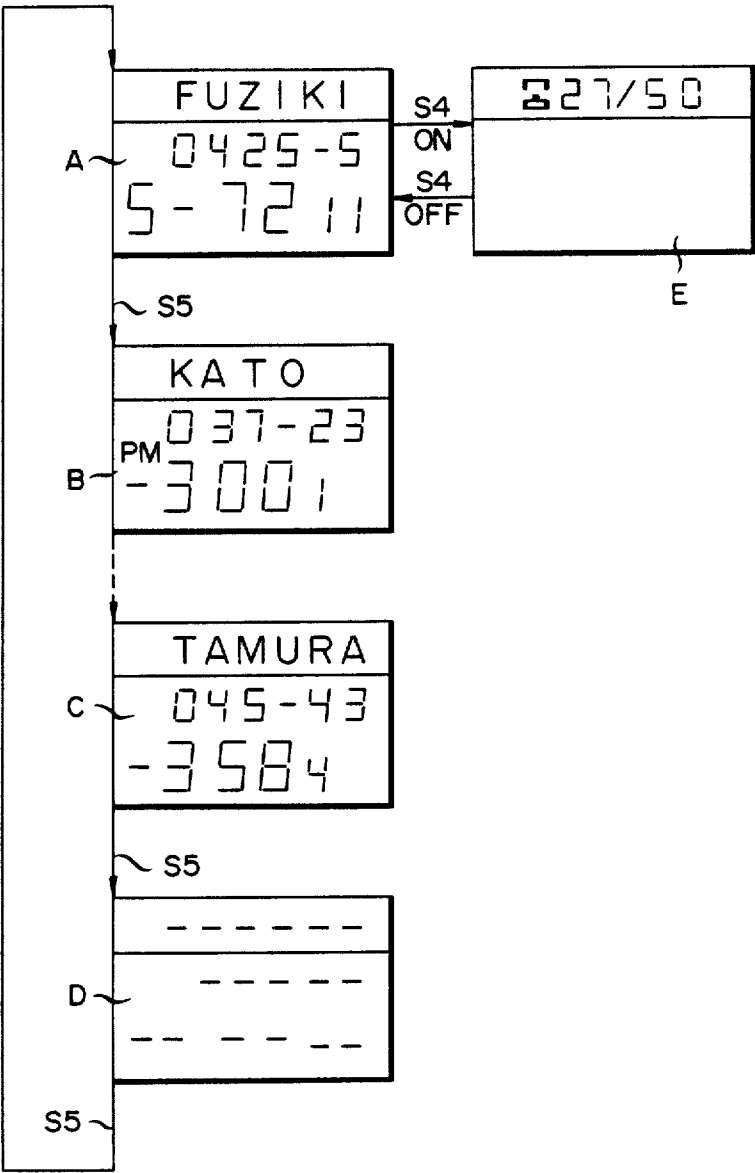 FUZIKI
A 0425-5
5-7211
S4
ON
S4
OFF
27/50
E
S5
KATO
037-23
PM
B -3001
TAMURA
C 045-43
-3584
S5
------
D -----
-- -- --
S5